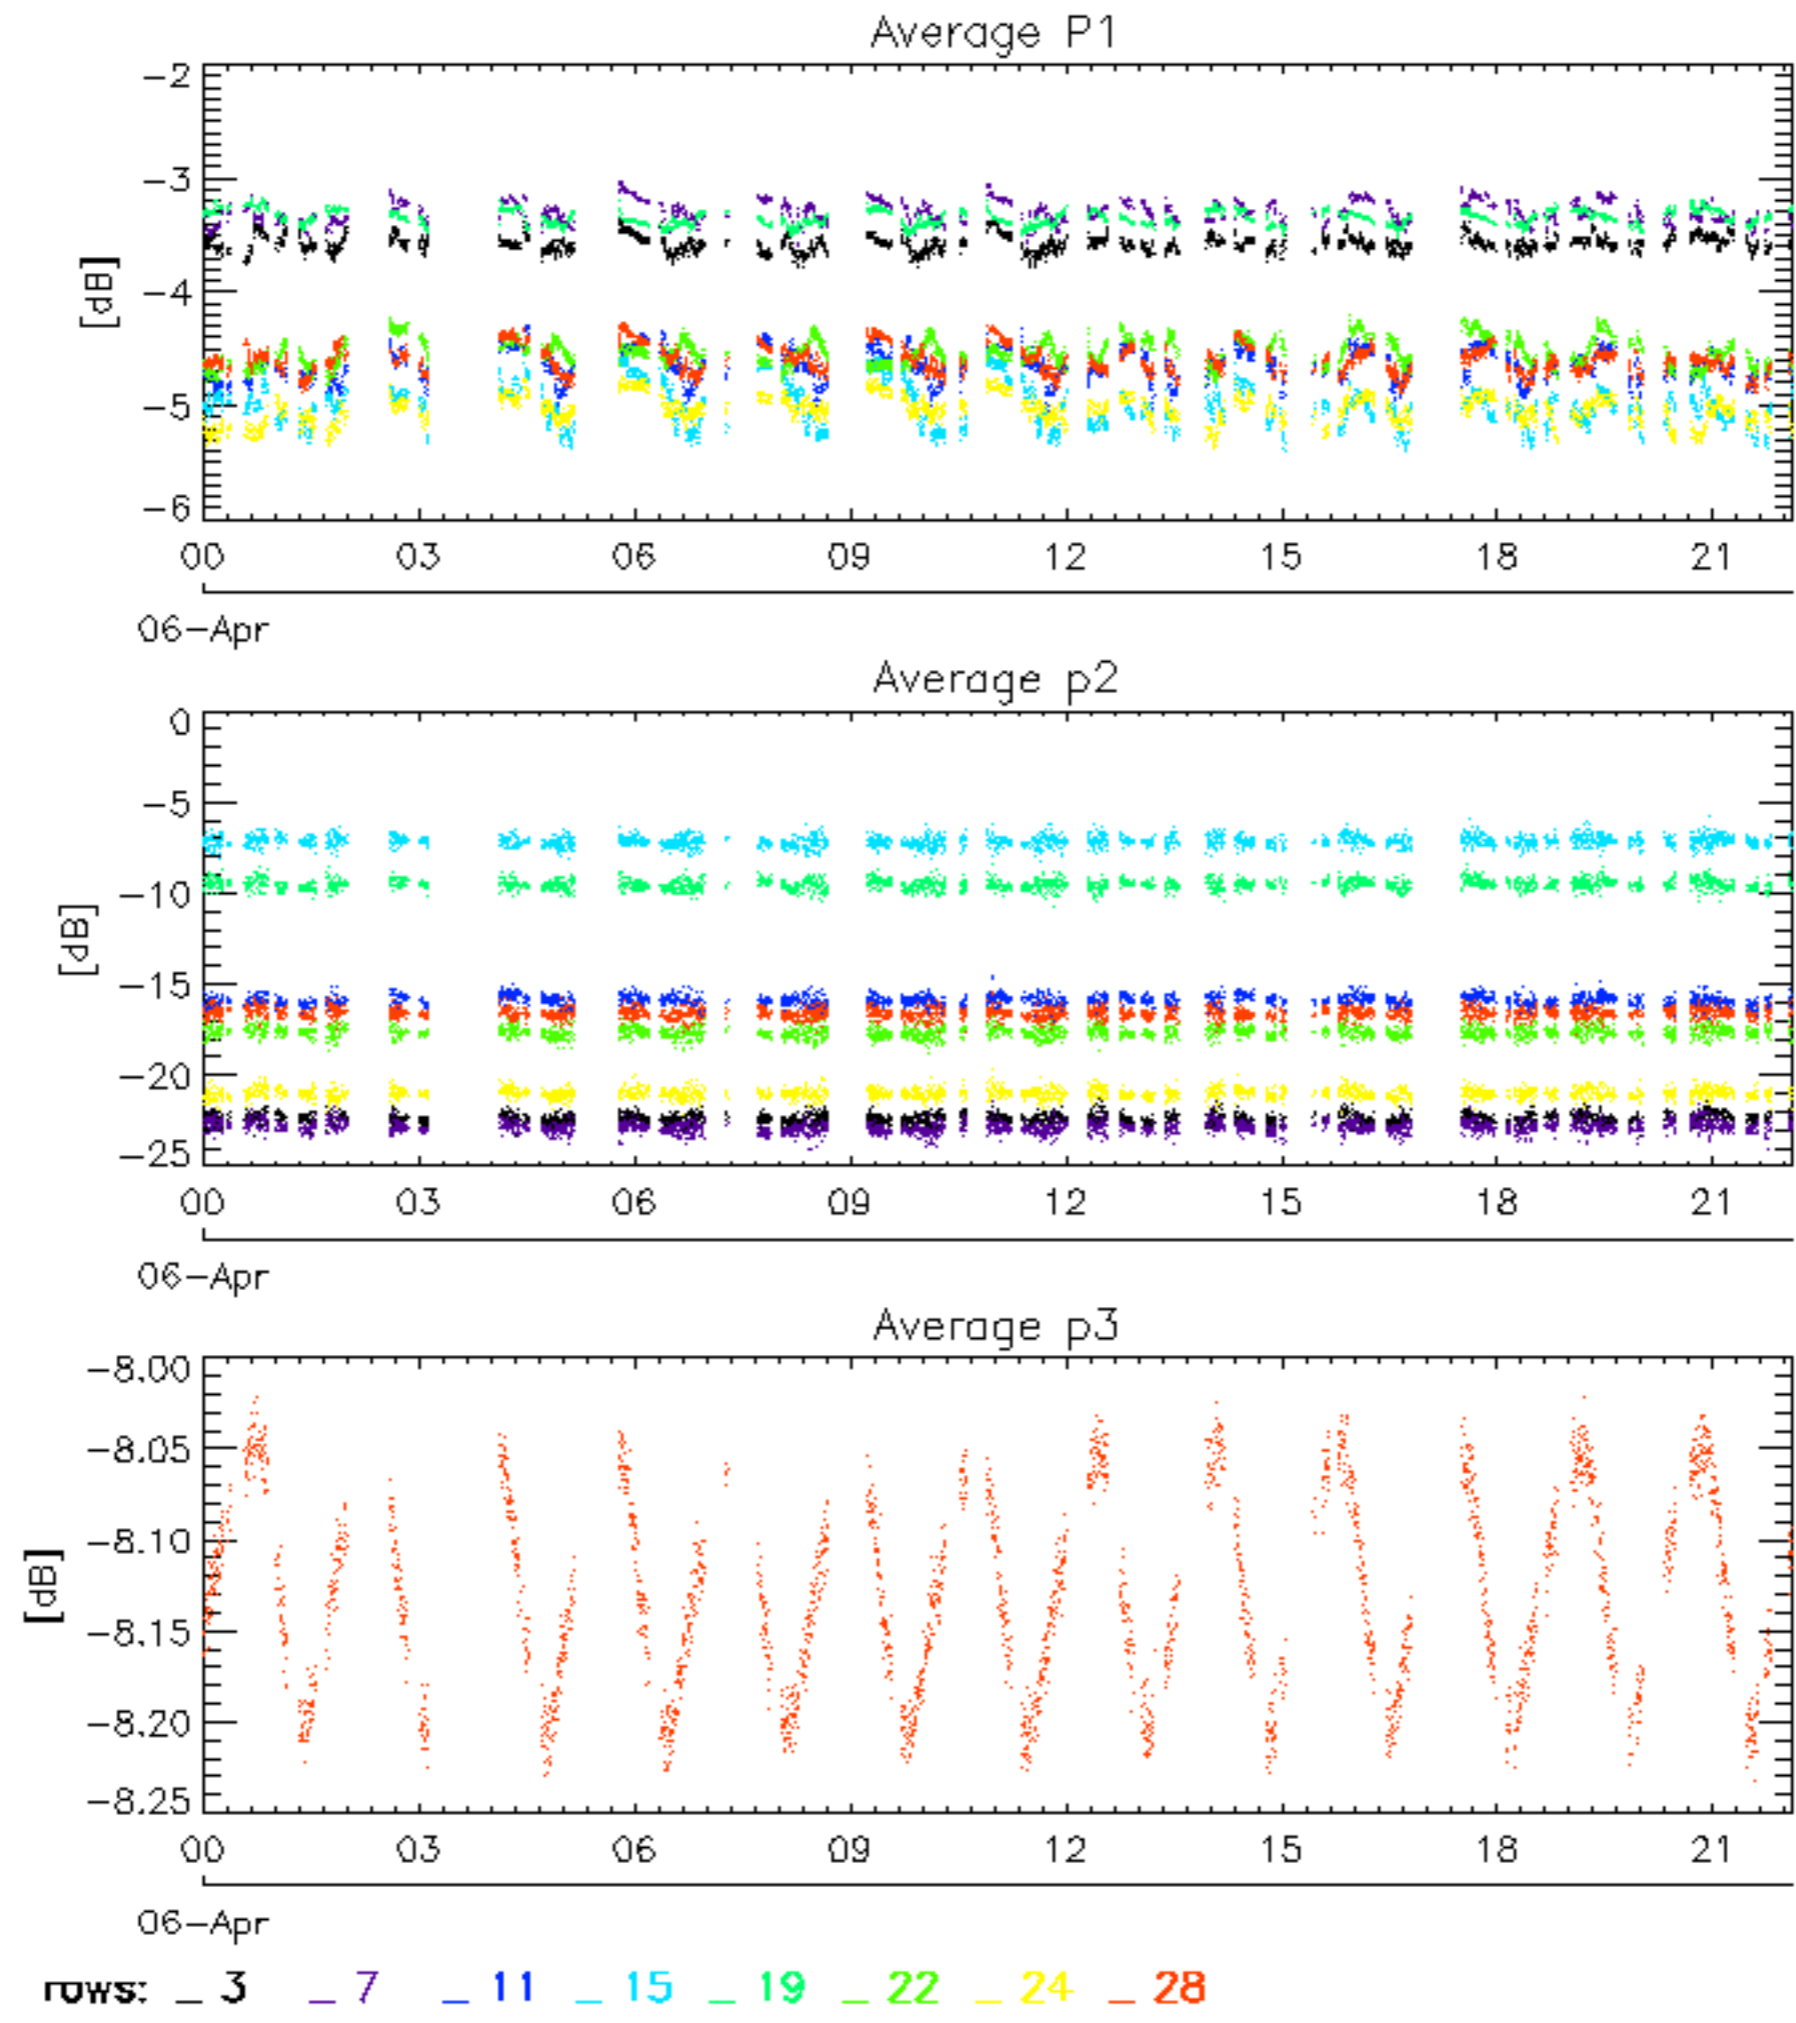 Average P1
-2
-3
-4
-5
-6
[dB]
00 03 06 09 12 15 18 21
06-Apr
Average p2
0
-5
-10
-15
-20
-25
[dB]
00 03 06 09 12 15 18 21
06-Apr
Average p3
-8.00
-8.05
-8.10
-8.15
-8.20
-8.25
[dB]
00 03 06 09 12 15 18 21
06-Apr
rows: _ 3 _ 7 _ 11 _ 15 _ 19 _ 22 _ 24 _ 28